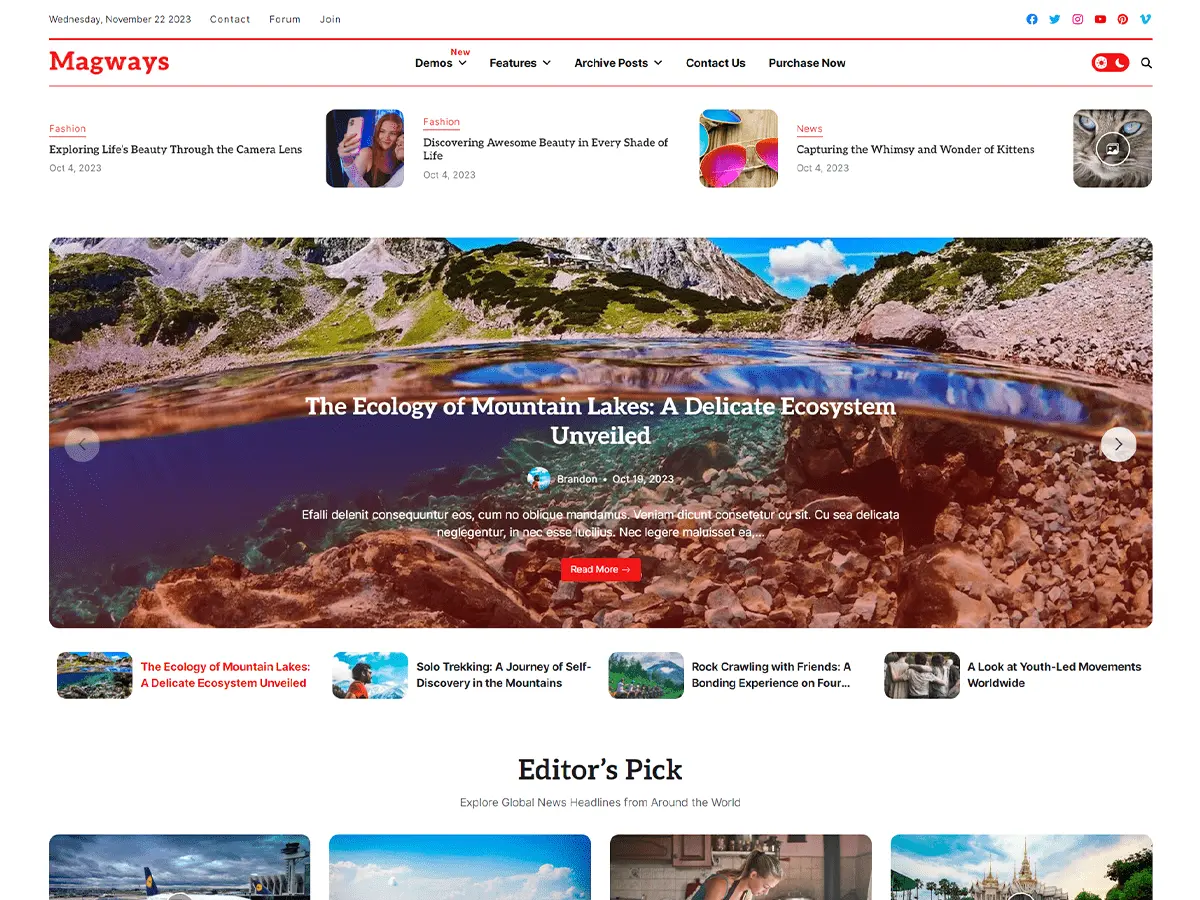 Wednesday, November 22 2023 Contact Forum Join
Magways
New
Demos Features Archive Posts Contact Us Purchase Now
Fashion
Exploring Life's Beauty Through the Camera Lens
Oct 4, 2023
Fashion
Discovering Awesome Beauty in Every Shade of
Life
Oct 4, 2023
News
Capturing the Whimsy and Wonder of Kittens
Oct 4, 2023
The Ecology of Mountain Lakes: A Delicate Ecosystem
Unveiled
Brandon • Oct 19, 2023
Efalli delenit consequuntur eos, cum no oblique mandamus. Veniam dicunt consetetur cu sit. Cu sea delicata
neglegentur, in nec esse lucilius. Nec legere maluisset ea,...
Read More →
The Ecology of Mountain Lakes:
A Delicate Ecosystem Unveiled
Solo Trekking: A Journey of Self-
Discovery in the Mountains
Rock Crawling with Friends: A
Bonding Experience on Four...
A Look at Youth-Led Movements
Worldwide
Editor's Pick
Explore Global News Headlines from Around the World